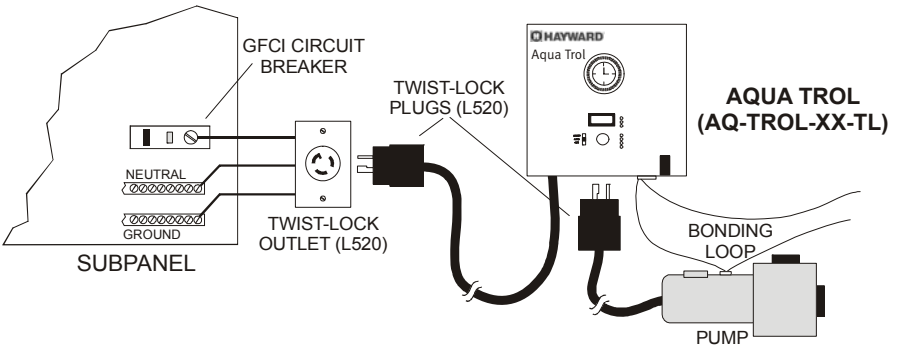 GFCI CIRCUIT
BREAKER
NEUTRAL
GROUND
SUBPANEL
TWIST-LOCK
OUTLET (L520)
TWIST-LOCK
PLUGS (L520)
HAYWARD
Aqua Trol
AQUA TROL
(AQ-TROL-XX-TL)
BONDING
LOOP
PUMP